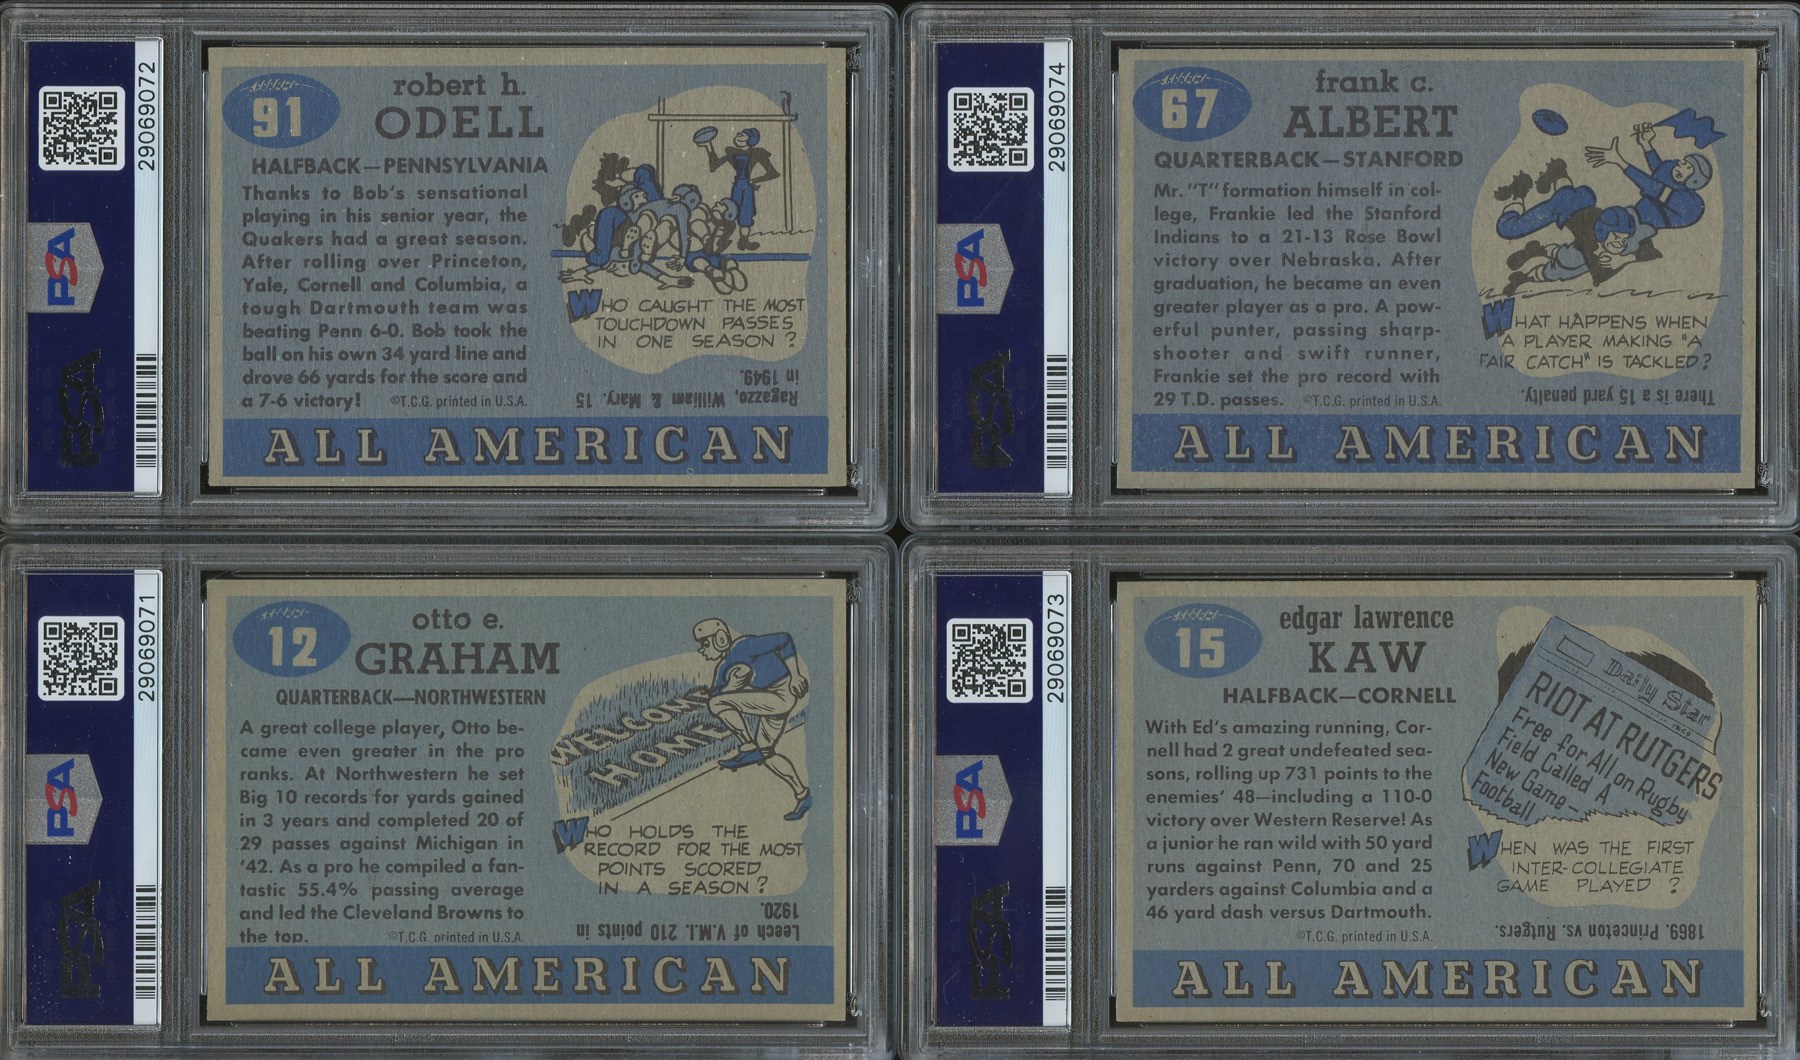 29069072
PSA
PSA
91
robert h.
ODELL
HALFBACK—PENNSYLVANIA
Thanks to Bob's sensational
playing in his senior year, the
Quakers had a great season.
After rolling over Princeton,
Yale, Cornell and Columbia, a
tough Dartmouth team was
beating Penn 6-0. Bob took the
ball on his own 34 yard line and
drove 66 yards for the score and
a 7-6 victory!
©T.C.G. printed in U.S.A.
WHO CAUGHT THE MOST
TOUCHDOWN PASSES
IN ONE SEASON?
Ragazzo, William & Mary. 15
in 1949.
ALL AMERICAN
29069074
PSA
PSA
67
frank c.
ALBERT
QUARTERBACK—STANFORD
Mr. "T" formation himself in col-
lege, Frankie led the Stanford
Indians to a 21-13 Rose Bowl
victory over Nebraska. After
graduation, he became an even
greater player as a pro. A pow-
erful punter, passing sharp-
shooter and swift runner,
Frankie set the pro record with
29 T.D. passes.
©T.C.G. printed in U.S.A.
WHAT HAPPENS WHEN
A PLAYER MAKING "A
FAIR CATCH" IS TACKLED?
There is a 15 yard penalty.
ALL AMERICAN
29069071
PSA
PSA
12
otto e.
GRAHAM
QUARTERBACK—NORTHWESTERN
A great college player, Otto be-
came even greater in the pro
ranks. At Northwestern he set
Big 10 records for yards gained
in 3 years and completed 20 of
29 passes against Michigan in
'42. As a pro he compiled a fan-
tastic 55.4% passing average
and led the Cleveland Browns to
the top.
©T.C.G. printed in U.S.A.
WELCOME
HOME
WHO HOLDS THE
RECORD FOR THE MOST
POINTS SCORED
IN A SEASON?
Leech of V.M.I. 210 points in
1920.
ALL AMERICAN
29069073
PSA
PSA
15
edgar lawrence
KAW
HALFBACK—CORNELL
With Ed's amazing running, Cor-
nell had 2 great undefeated sea-
sons, rolling up 731 points to the
enemies' 48—including a 110-0
victory over Western Reserve! As
a junior he ran wild with 50 yard
runs against Penn, 70 and 25
yarders against Columbia and a
46 yard dash versus Dartmouth.
©T.C.G. printed in U.S.A.
Daily Star
RIOT AT RUTGERS
Free for All on Rugby
Field Called A
New Game—
Football
WHEN WAS THE FIRST
INTER-COLLEGIATE
GAME PLAYED?
1869. Princeton vs. Rutgers.
ALL AMERICAN